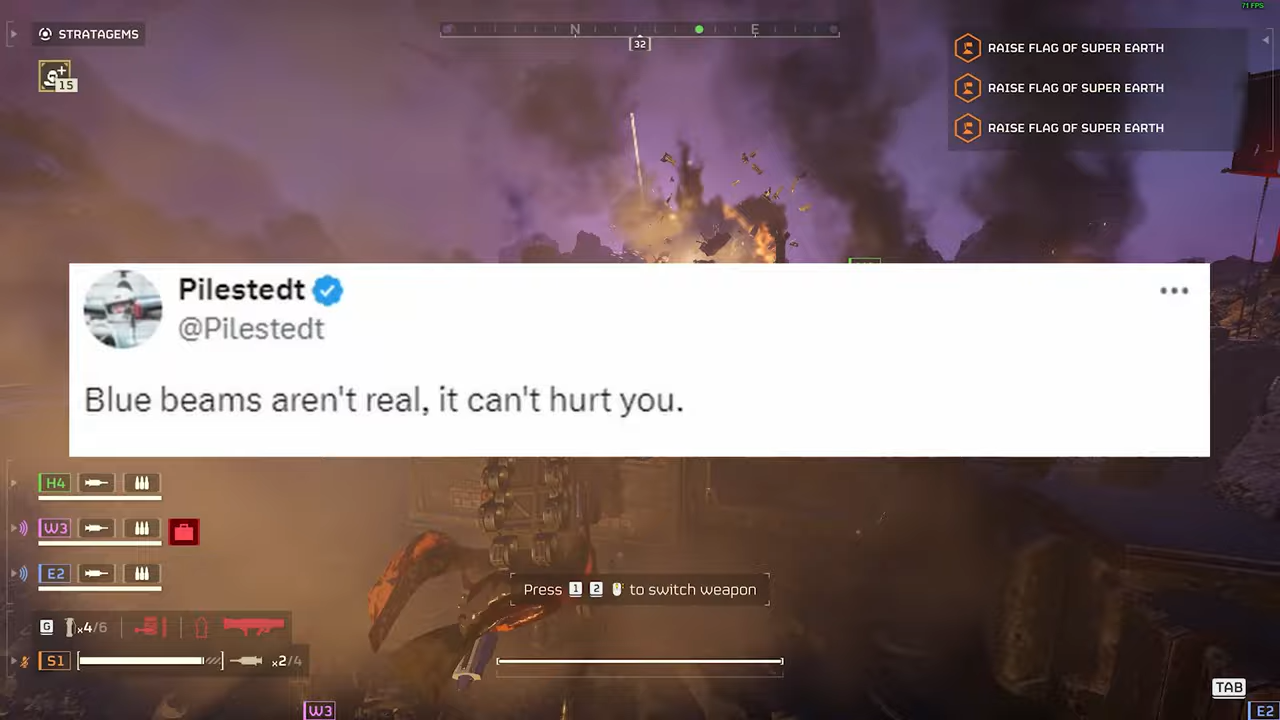 71 FPS
STRATAGEMS
N
E
32
15
RAISE FLAG OF SUPER EARTH
RAISE FLAG OF SUPER EARTH
RAISE FLAG OF SUPER EARTH
Pilestedt
@Pilestedt
Blue beams aren't real, it can't hurt you.
H4
W3
E2
Press 1 2 to switch weapon
G x4/6
S1 x2/4
TAB
W3
E2